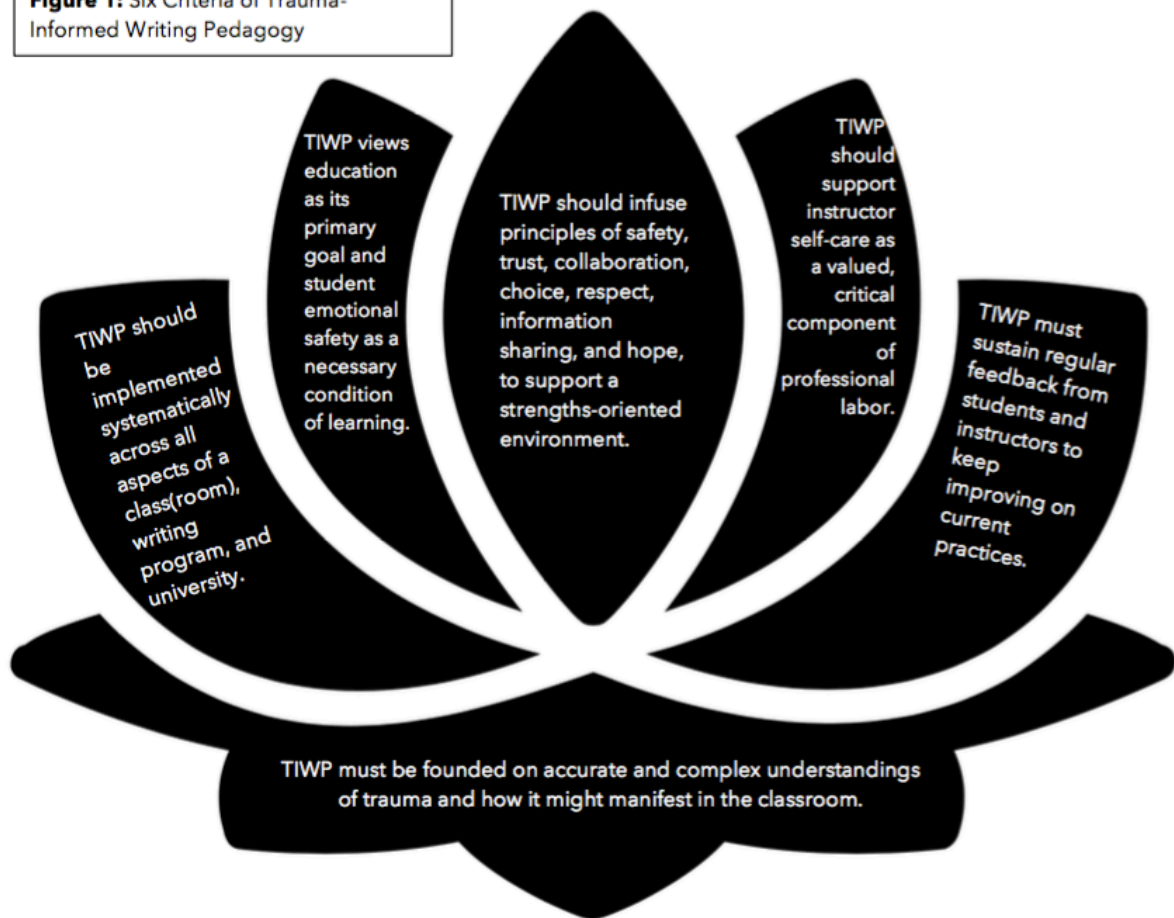 Figure 1: Six Criteria of Trauma-
Informed Writing Pedagogy
TIWP should
be
implemented
systematically
across all
aspects of a
class(room),
writing
program, and
university.
TIWP views
education
as its
primary
goal and
student
emotional
safety as a
necessary
condition
of learning.
TIWP should infuse
principles of safety,
trust, collaboration,
choice, respect,
information
sharing, and hope,
to support a
strengths-oriented
environment.
TIWP
should
support
instructor
self-care as
a valued,
critical
component
of
professional
labor.
TIWP must
sustain regular
feedback from
students and
instructors to
keep
improving on
current
practices.
TIWP must be founded on accurate and complex understandings
of trauma and how it might manifest in the classroom.